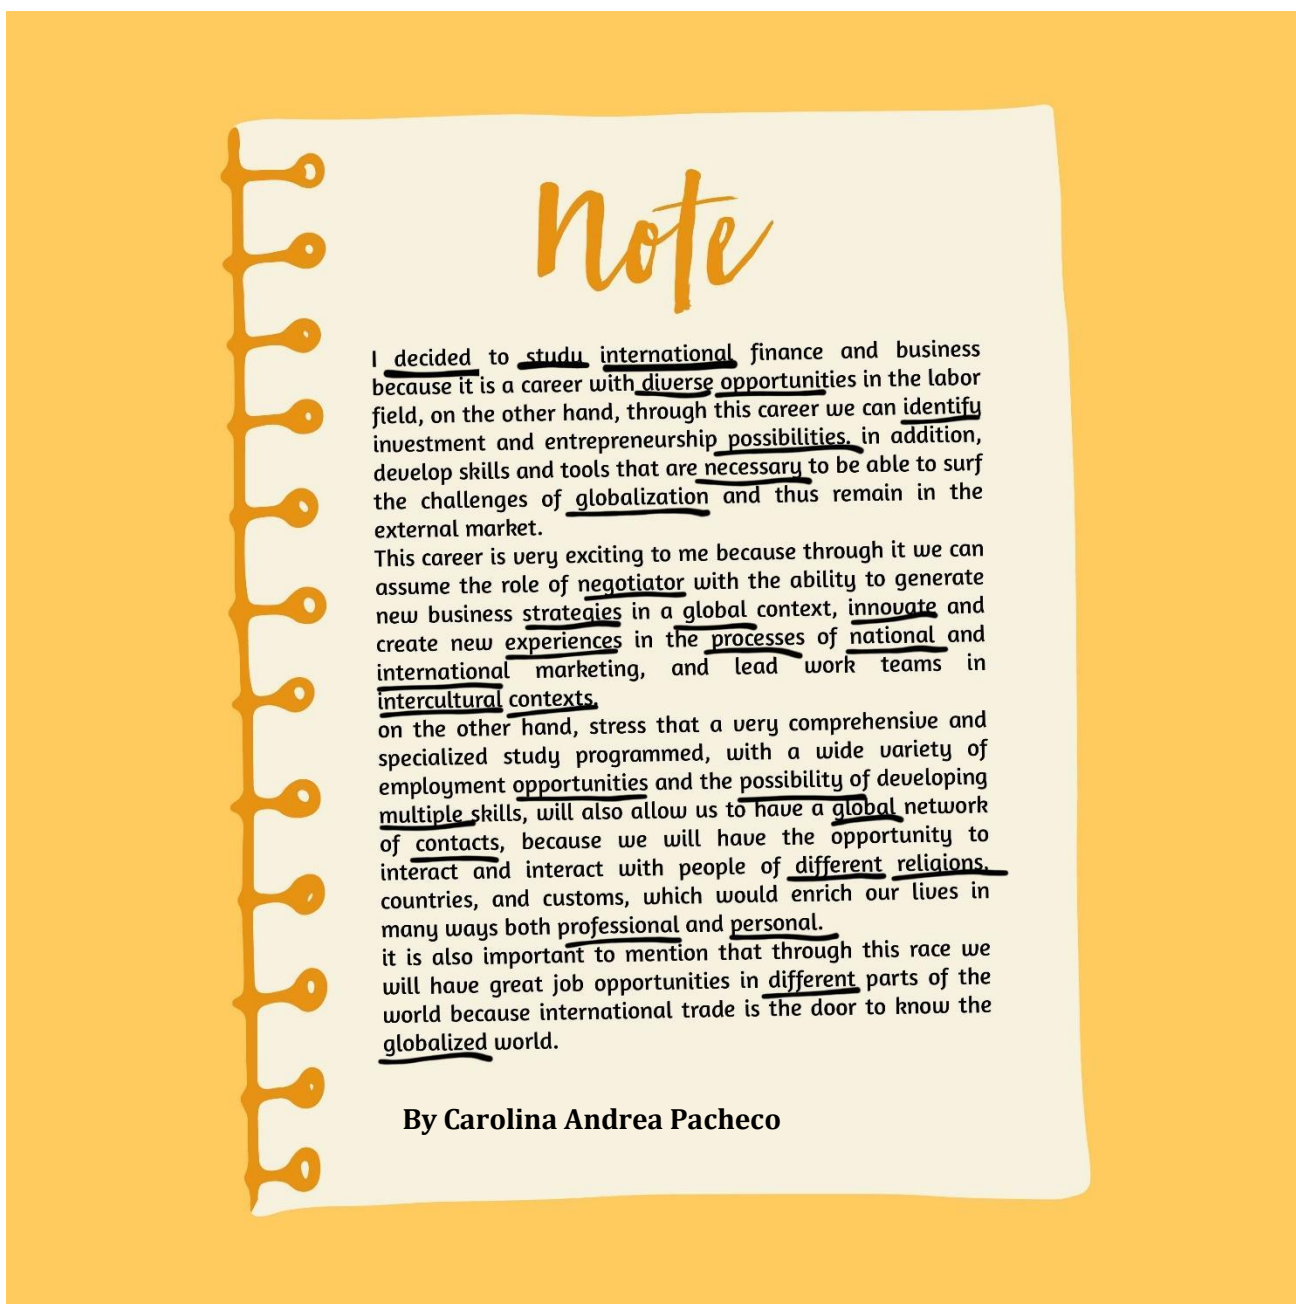 Note
I decided to study international finance and business
because it is a career with diverse opportunities in the labor
field, on the other hand, through this career we can identify
investment and entrepreneurship possibilities. in addition,
develop skills and tools that are necessary to be able to surf
the challenges of globalization and thus remain in the
external market.
This career is very exciting to me because through it we can
assume the role of negotiator with the ability to generate
new business strategies in a global context, innovate and
create new experiences in the processes of national and
international marketing, and lead work teams in
intercultural contexts.
on the other hand, stress that a very comprehensive and
specialized study programmed, with a wide variety of
employment opportunities and the possibility of developing
multiple skills, will also allow us to have a global network
of contacts, because we will have the opportunity to
interact and interact with people of different religions,
countries, and customs, which would enrich our lives in
many ways both professional and personal.
it is also important to mention that through this race we
will have great job opportunities in different parts of the
world because international trade is the door to know the
globalized world.
By Carolina Andrea Pacheco